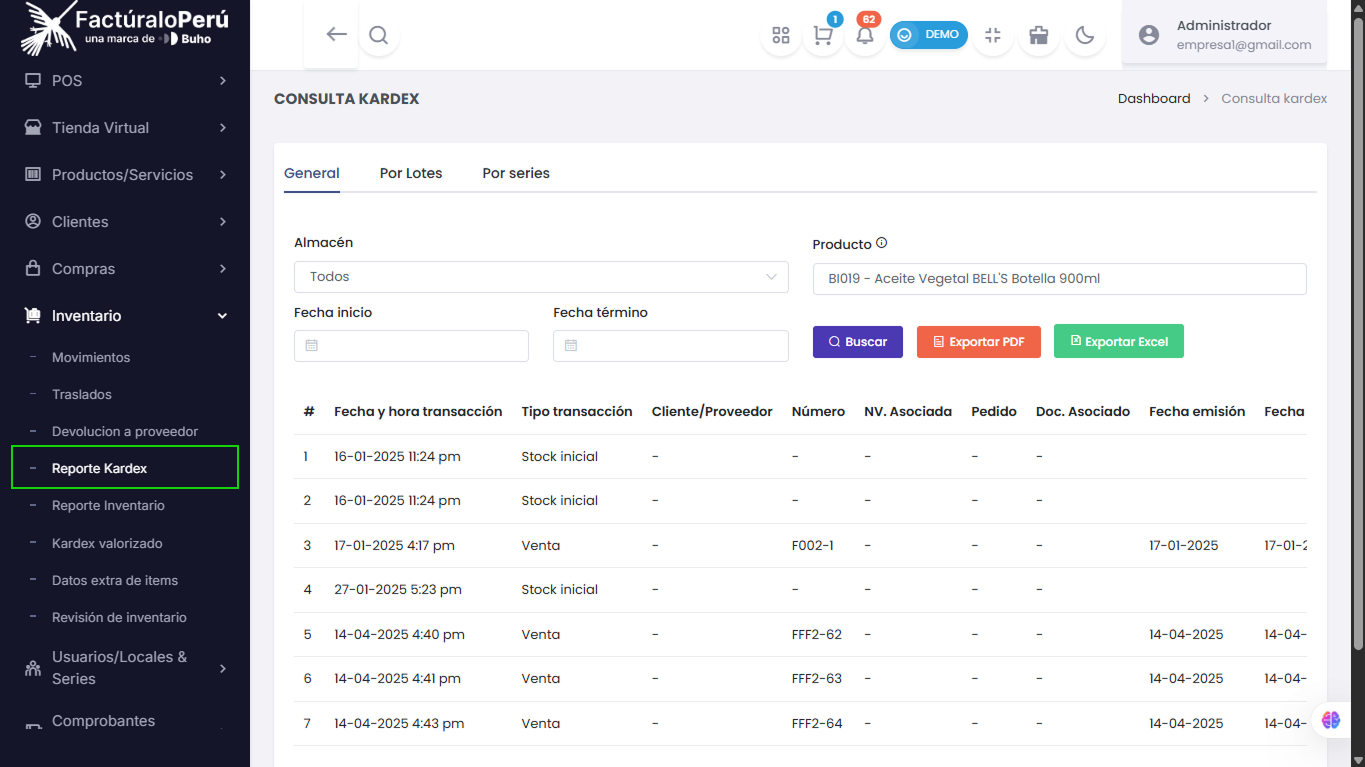 FactúraloPerú
una marca de Buho
POS
Tienda Virtual
Productos/Servicios
Clientes
Compras
Inventario
- Movimientos
- Traslados
- Devolucion a proveedor
- Reporte Kardex
- Reporte Inventario
- Kardex valorizado
- Datos extra de items
- Revisión de inventario
Usuarios/Locales &
Series
Comprobantes
1
62
DEMO
Administrador
empresa1@gmail.com
CONSULTA KARDEX
Dashboard > Consulta kardex
General Por Lotes Por series
Almacén
Todos
Producto
BI019 - Aceite Vegetal BELL'S Botella 900ml
Fecha inicio
Fecha término
Buscar
Exportar PDF
Exportar Excel
# Fecha y hora transacción Tipo transacción Cliente/Proveedor Número NV. Asociada Pedido Doc. Asociado Fecha emisión Fecha
1 16-01-2025 11:24 pm Stock inicial - - - - -
2 16-01-2025 11:24 pm Stock inicial - - - - -
3 17-01-2025 4:17 pm Venta - F002-1 - - - 17-01-2025 17-01-2
4 27-01-2025 5:23 pm Stock inicial - - - - -
5 14-04-2025 4:40 pm Venta - FFF2-62 - - - 14-04-2025 14-04-
6 14-04-2025 4:41 pm Venta - FFF2-63 - - - 14-04-2025 14-04-
7 14-04-2025 4:43 pm Venta - FFF2-64 - - - 14-04-2025 14-04-